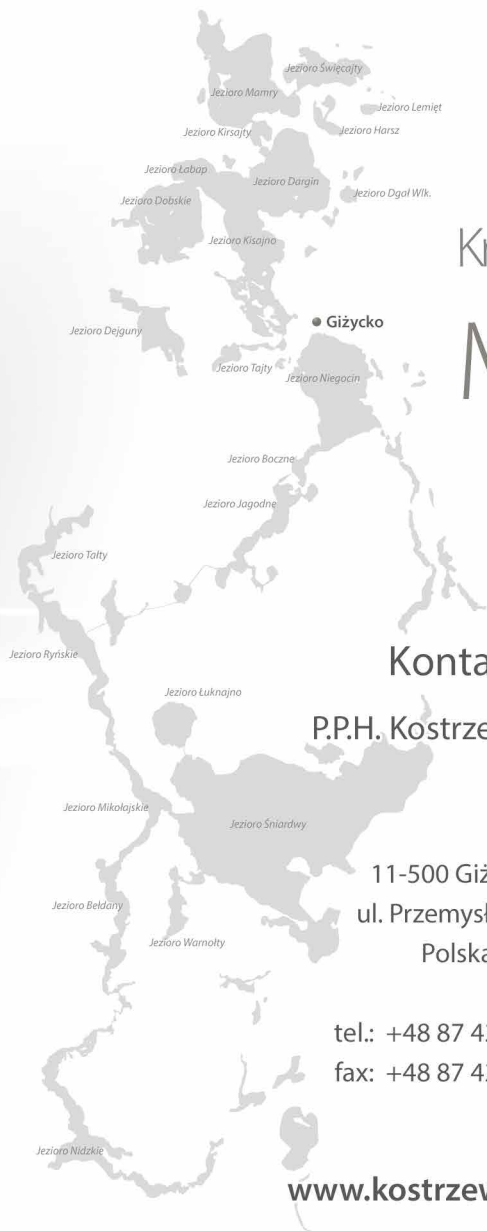 Jezioro Święcajty
Jezioro Mamry
Jezioro Lemięt
Jezioro Kirsajty
Jezioro Harsz
Jezioro Łabap
Jezioro Dargin
Jezioro Dgał Wlk.
Jezioro Dobskie
Jezioro Kisajno
Kr
Giżycko
Jezioro Dejguny
M
Jezioro Tajty
Jezioro Niegocin
Jezioro Boczne
Jezioro Jagodne
Jezioro Tałty
Jezioro Ryńskie
Konta
Jezioro Łuknajno
P.P.H. Kostrze
Jezioro Mikołajskie
Jezioro Śniardwy
11-500 Giż
Jezioro Bełdany
ul. Przemysł
Jezioro Warnołty
Polska
tel.: +48 87 42
fax: +48 87 42
Jezioro Nidzkie
www.kostrzew